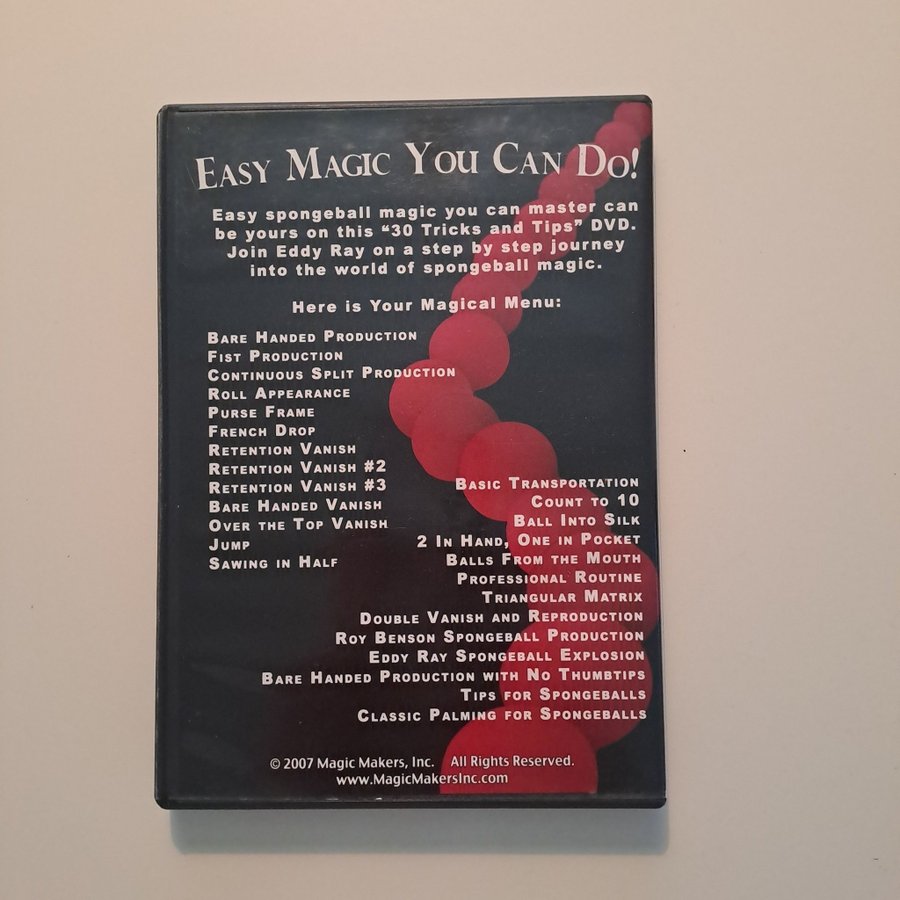 Easy Magic You Can Do!
Easy spongeball magic you can master can
be yours on this “30 Tricks and Tips” DVD.
Join Eddy Ray on a step by step journey
into the world of spongeball magic.
Here is Your Magical Menu:
Bare Handed Production
Fist Production
Continuous Split Production
Roll Appearance
Purse Frame
French Drop
Retention Vanish
Retention Vanish #2
Retention Vanish #3
Bare Handed Vanish
Over the Top Vanish
Jump
Sawing in Half
Basic Transportation
Count to 10
Ball Into Silk
2 In Hand, One in Pocket
Balls From the Mouth
Professional Routine
Triangular Matrix
Double Vanish and Reproduction
Roy Benson Spongeball Production
Eddy Ray Spongeball Explosion
Bare Handed Production with No Thumbtips
Tips for Spongeballs
Classic Palming for Spongeballs
© 2007 Magic Makers, Inc. All Rights Reserved.
www.MagicMakersInc.com